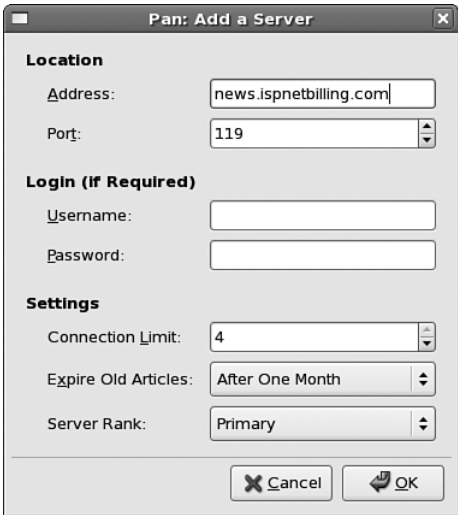 Pan: Add a Server
Location
Address: news.ispnetbilling.com
Port: 119
Login (if Required)
Username:
Password:
Settings
Connection Limit: 4
Expire Old Articles: After One Month
Server Rank: Primary
Cancel OK